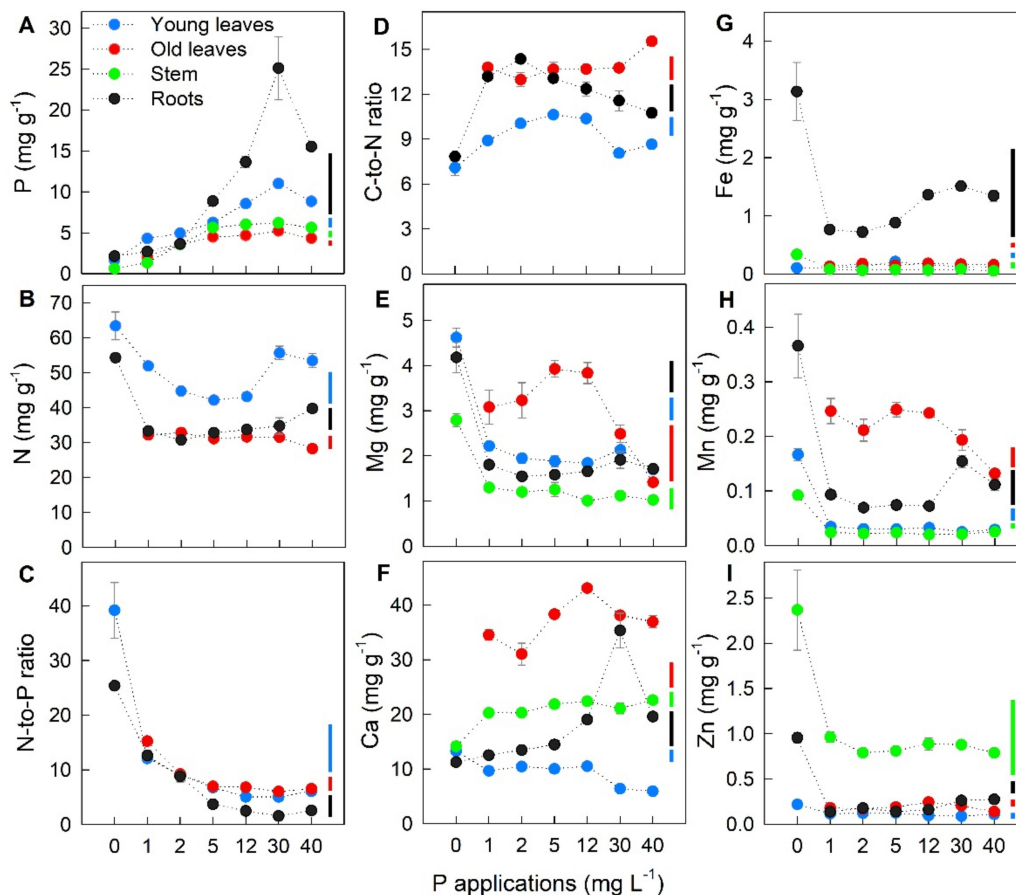 A
Young leaves
Old leaves
Stem
Roots
P (mg g⁻¹)
30
25
20
15
10
5
0
D
C-to-N ratio
15
12
9
6
3
0
G
Fe (mg g⁻¹)
4
3
2
1
0
B
N (mg g⁻¹)
70
60
50
40
30
20
10
0
E
Mg (mg g⁻¹)
5
4
3
2
1
0
H
Mn (mg g⁻¹)
0.4
0.3
0.2
0.1
0.0
C
N-to-P ratio
40
30
20
10
0
0 1 2 5 12 30 40
F
Ca (mg g⁻¹)
40
30
20
10
0
0 1 2 5 12 30 40
I
Zn (mg g⁻¹)
2.5
2.0
1.5
1.0
0.5
0.0
0 1 2 5 12 30 40
P applications (mg L⁻¹)